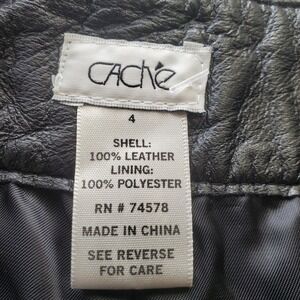 Caché
4
SHELL:
100% LEATHER
LINING:
100% POLYESTER
RN # 74578
MADE IN CHINA
SEE REVERSE
FOR CARE